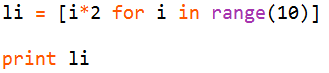 li = [i*2 for i in range(10)]
print li